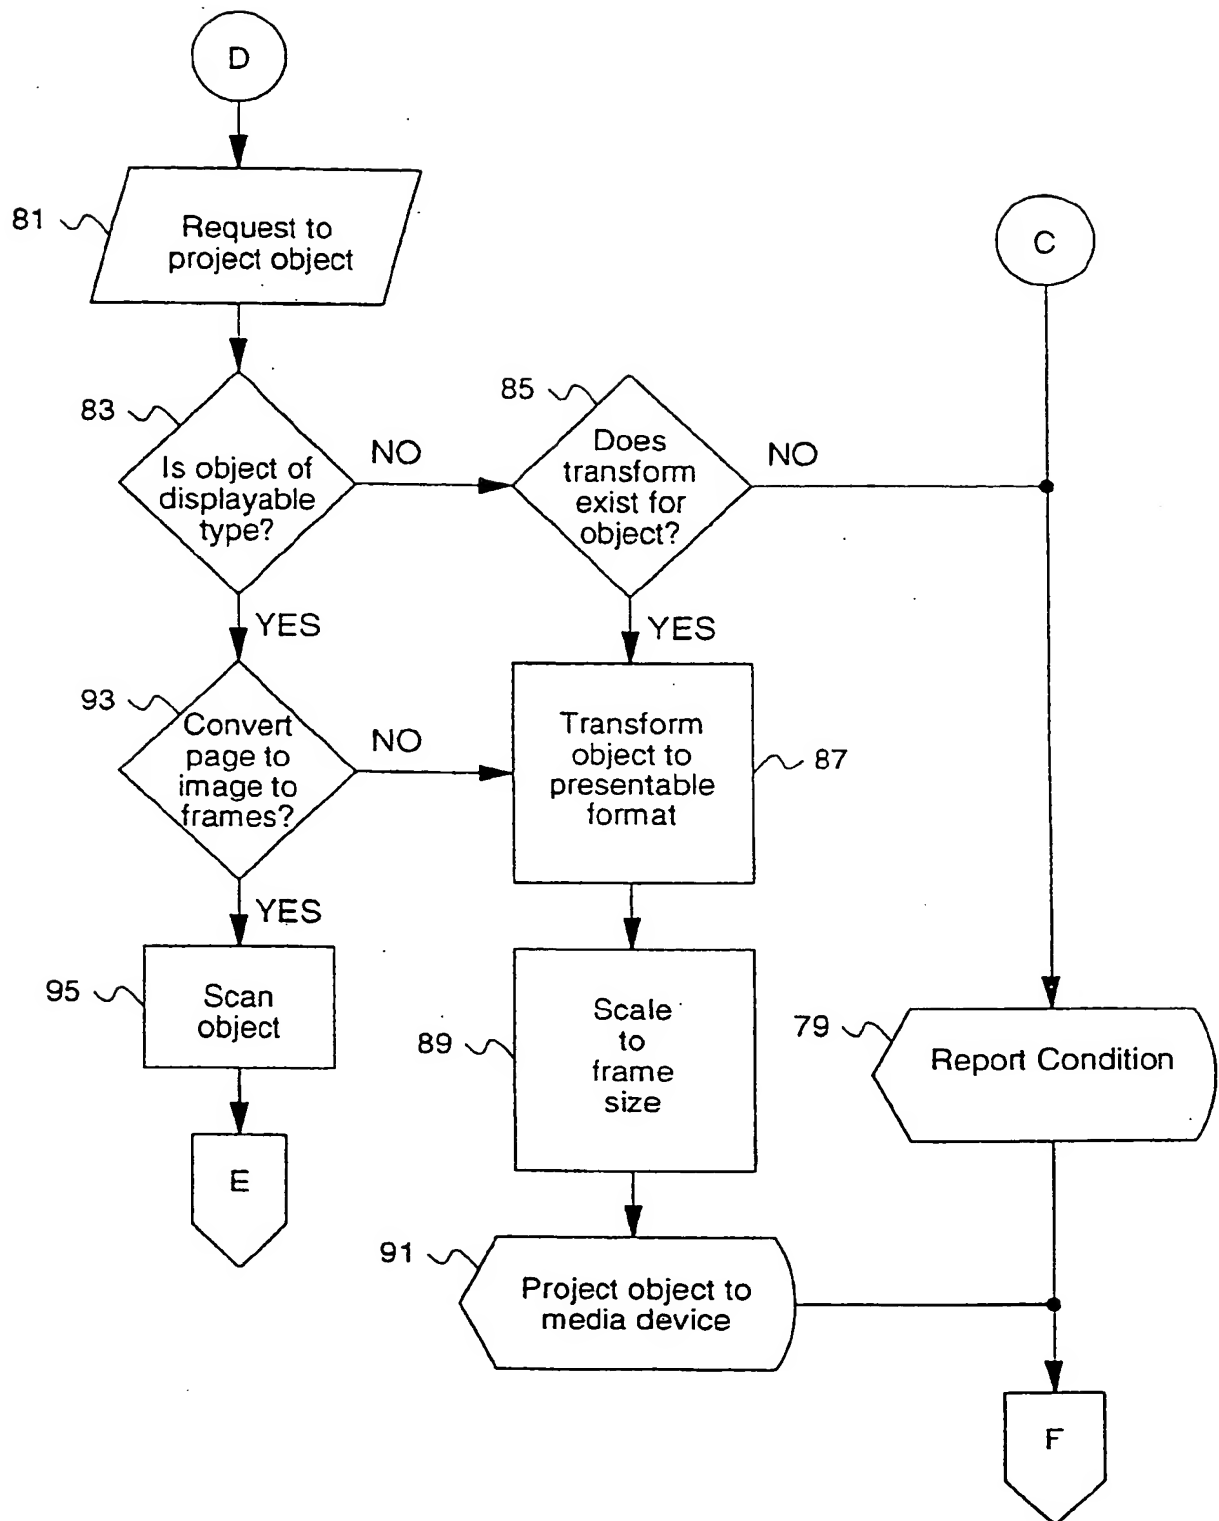 D
81
Request to
project object
C
83
Is object of
displayable
type?
NO
85
Does
transform
exist for
object?
NO
YES
YES
93
Convert
page to
image to
frames?
NO
Transform
object to
presentable
format
87
YES
95
Scan
object
89
Scale
to
frame
size
79
Report Condition
E
91
Project object to
media device
F